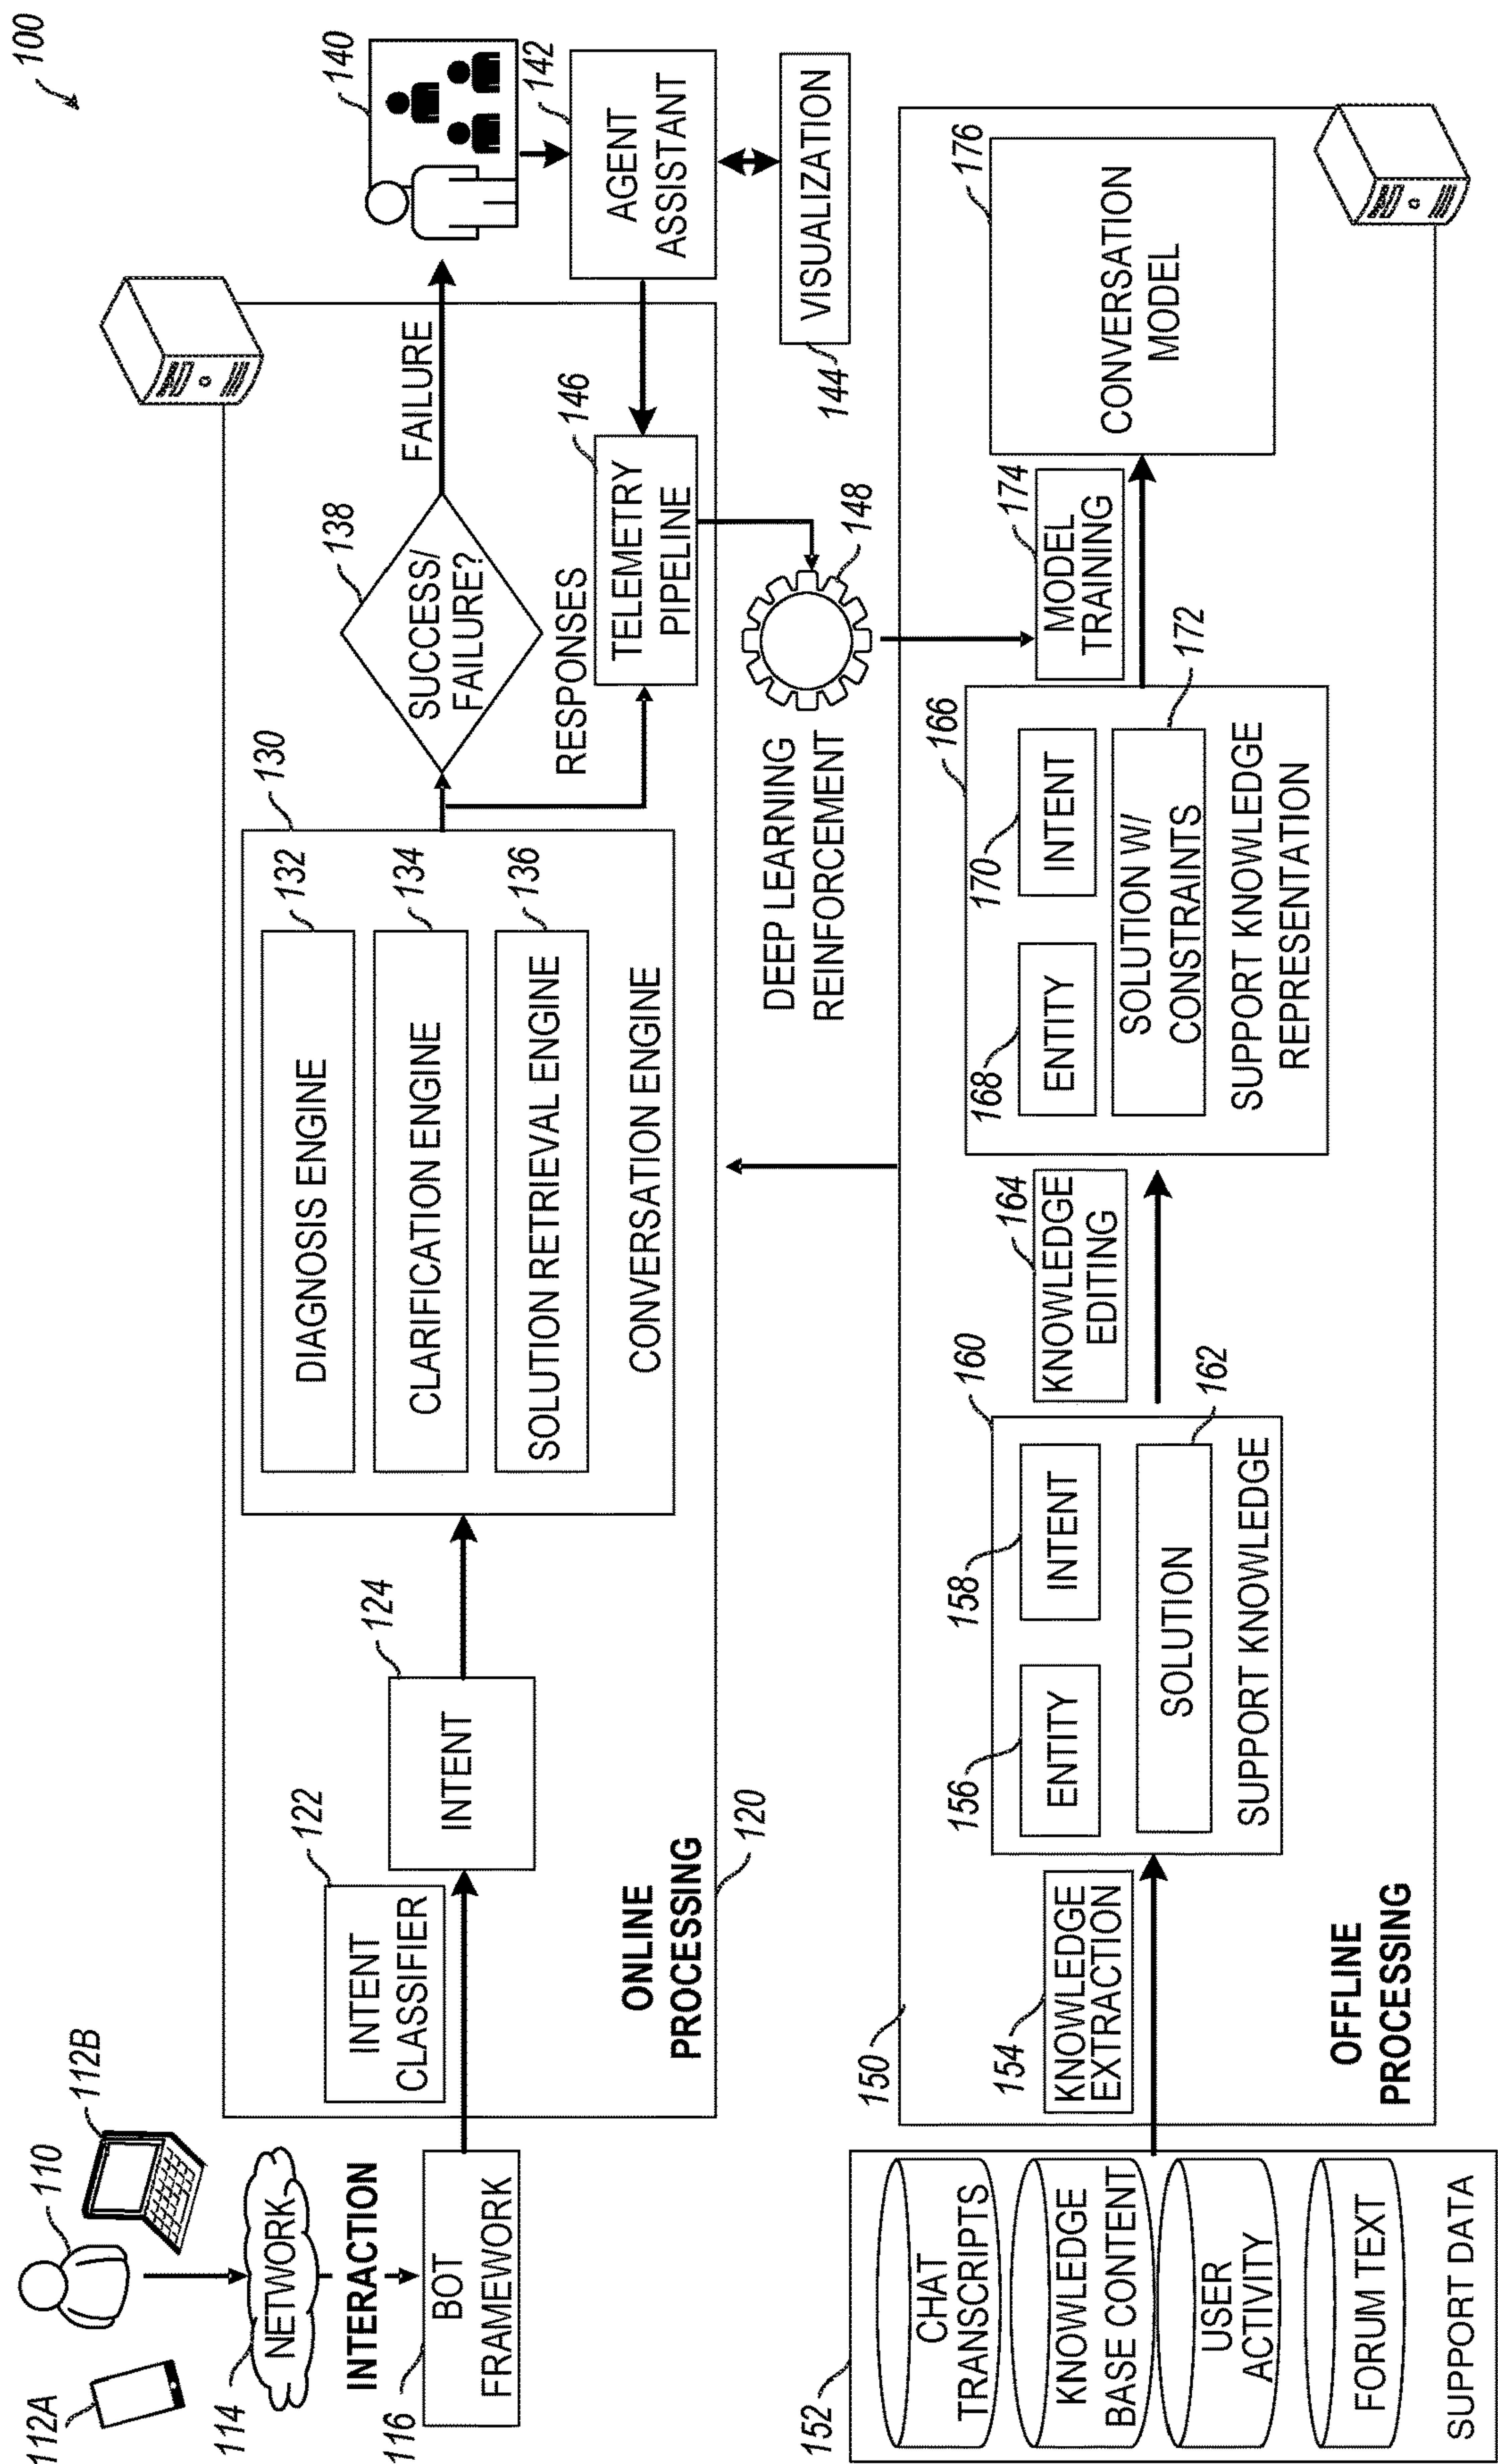 100
110
112A
112B
114
NETWORK
INTERACTION
116
BOT
FRAMEWORK
120
ONLINE
PROCESSING
122
INTENT
CLASSIFIER
124
INTENT
130
132
DIAGNOSIS ENGINE
134
CLARIFICATION ENGINE
136
SOLUTION RETRIEVAL ENGINE
CONVERSATION ENGINE
138
SUCCESS/
FAILURE?
FAILURE
RESPONSES
140
142
AGENT
ASSISTANT
144
VISUALIZATION
146
TELEMETRY
PIPELINE
148
DEEP LEARNING
REINFORCEMENT
150
OFFLINE
PROCESSING
152
CHAT
TRANSCRIPTS
KNOWLEDGE
BASE CONTENT
USER
ACTIVITY
FORUM TEXT
SUPPORT DATA
154
KNOWLEDGE
EXTRACTION
160
156
ENTITY
158
INTENT
162
SOLUTION
SUPPORT KNOWLEDGE
164
KNOWLEDGE
EDITING
166
168
ENTITY
170
INTENT
172
SOLUTION W/
CONSTRAINTS
SUPPORT KNOWLEDGE
REPRESENTATION
174
MODEL
TRAINING
176
CONVERSATION
MODEL